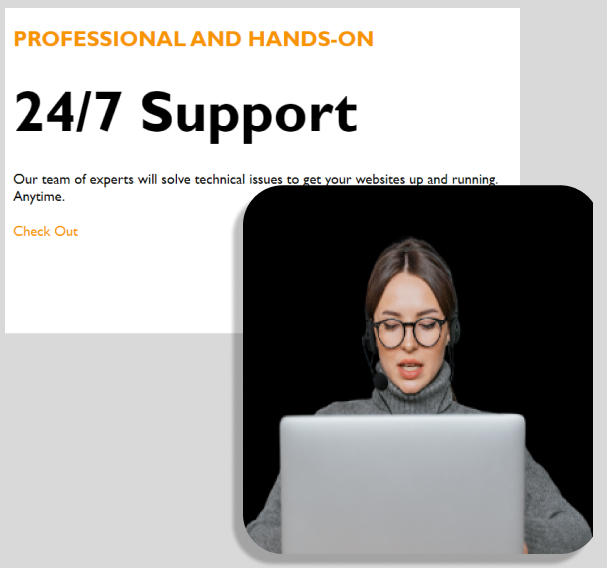 PROFESSIONAL AND HANDS-ON
24/7 Support
Our team of experts will solve technical issues to get your websites up and running.
Anytime.
Check Out